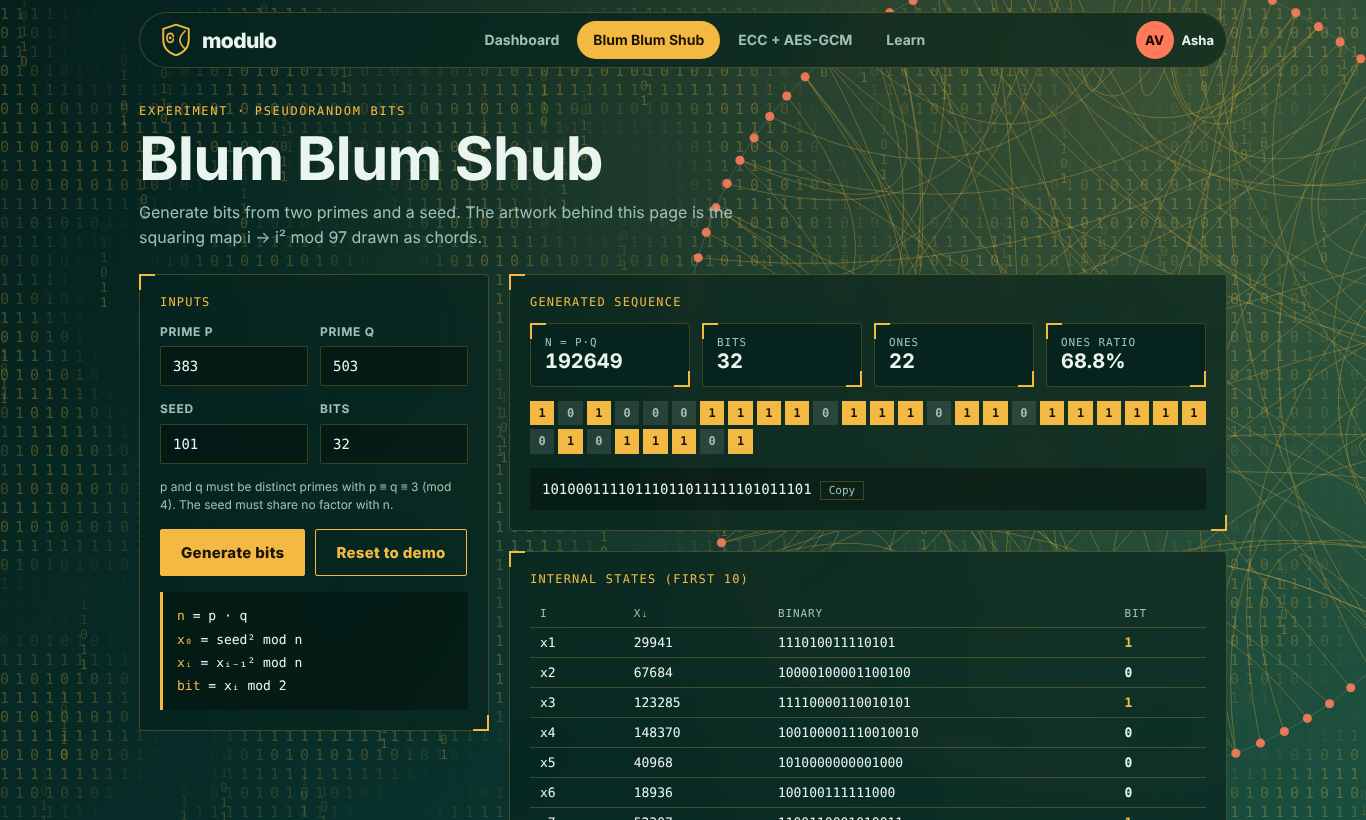 modulo
Dashboard
Blum Blum Shub
ECC + AES-GCM
Learn
AV
Asha
EXPERIMENT · PSEUDORANDOM BITS
Blum Blum Shub
Generate bits from two primes and a seed. The artwork behind this page is the
squaring map i → i² mod 97 drawn as chords.
INPUTS
PRIME P
PRIME Q
383
503
SEED
BITS
101
32
p and q must be distinct primes with p ≡ q ≡ 3 (mod
4). The seed must share no factor with n.
Generate bits
Reset to demo
n = p · q
x₀ = seed² mod n
xᵢ = xᵢ₋₁² mod n
bit = xᵢ mod 2
GENERATED SEQUENCE
N = P·Q
192649
BITS
32
ONES
22
ONES RATIO
68.8%
1 0 1 0 0 0 1 1 1 1 0 1 1 1 0 1 1 0 1 1 1 1 1 1
0 1 0 1 1 1 0 1
10100011110111011011111101011101
Copy
INTERNAL STATES (FIRST 10)
I Xᵢ BINARY BIT
x1 29941 111010011110101 1
x2 67684 10000100001100100 0
x3 123285 11110000110010101 1
x4 148370 100100001110010010 0
x5 40968 1010000000001000 0
x6 18936 100100111111000 0